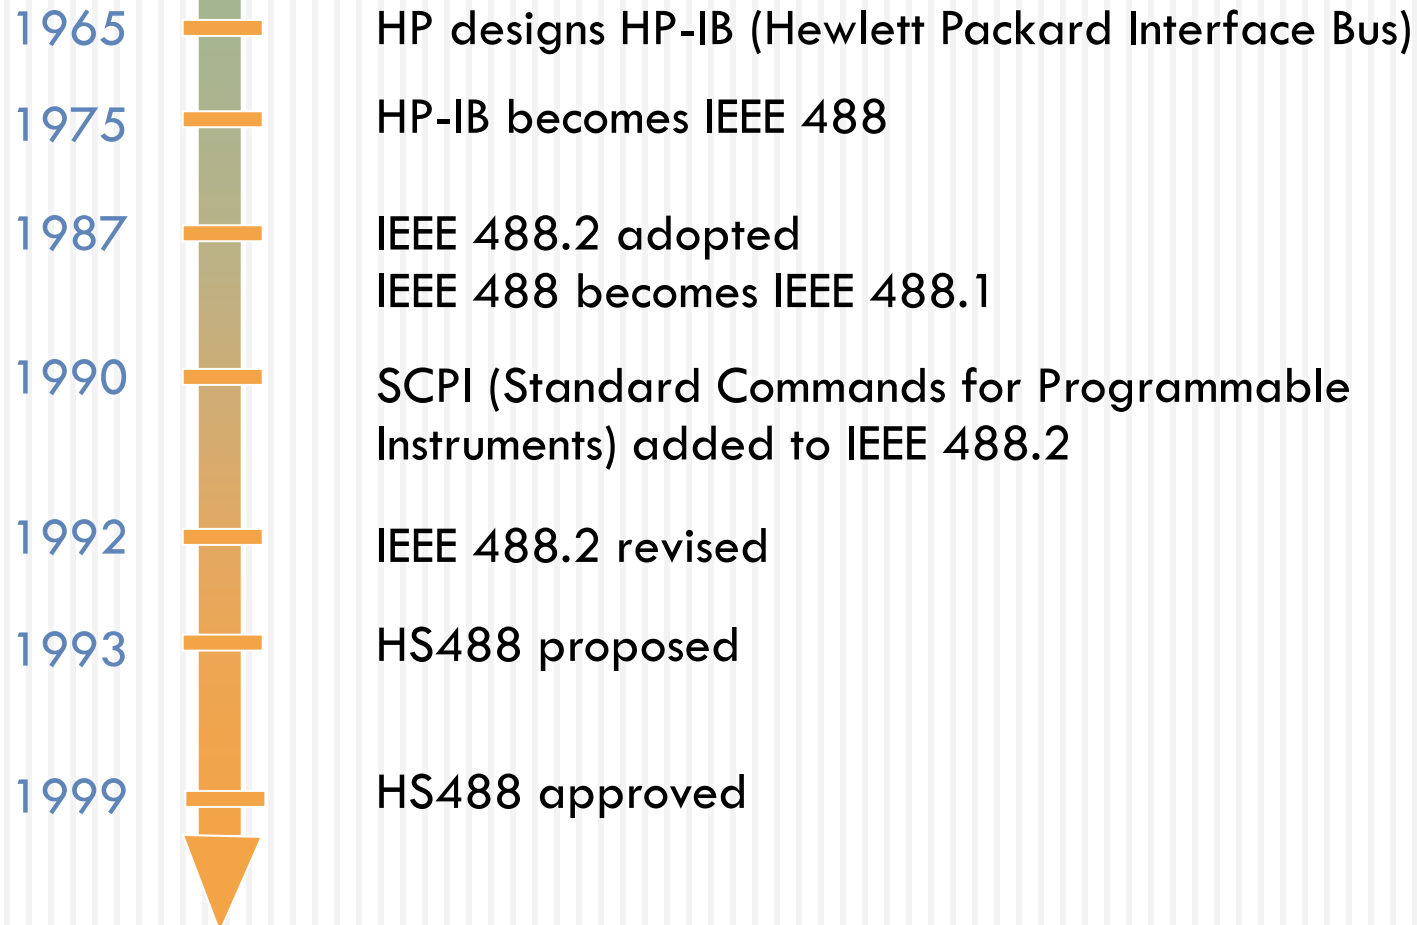 1965 HP designs HP-IB (Hewlett Packard Interface Bus)
1975 HP-IB becomes IEEE 488
1987 IEEE 488.2 adopted
IEEE 488 becomes IEEE 488.1
1990 SCPI (Standard Commands for Programmable
Instruments) added to IEEE 488.2
1992 IEEE 488.2 revised
1993 HS488 proposed
1999 HS488 approved